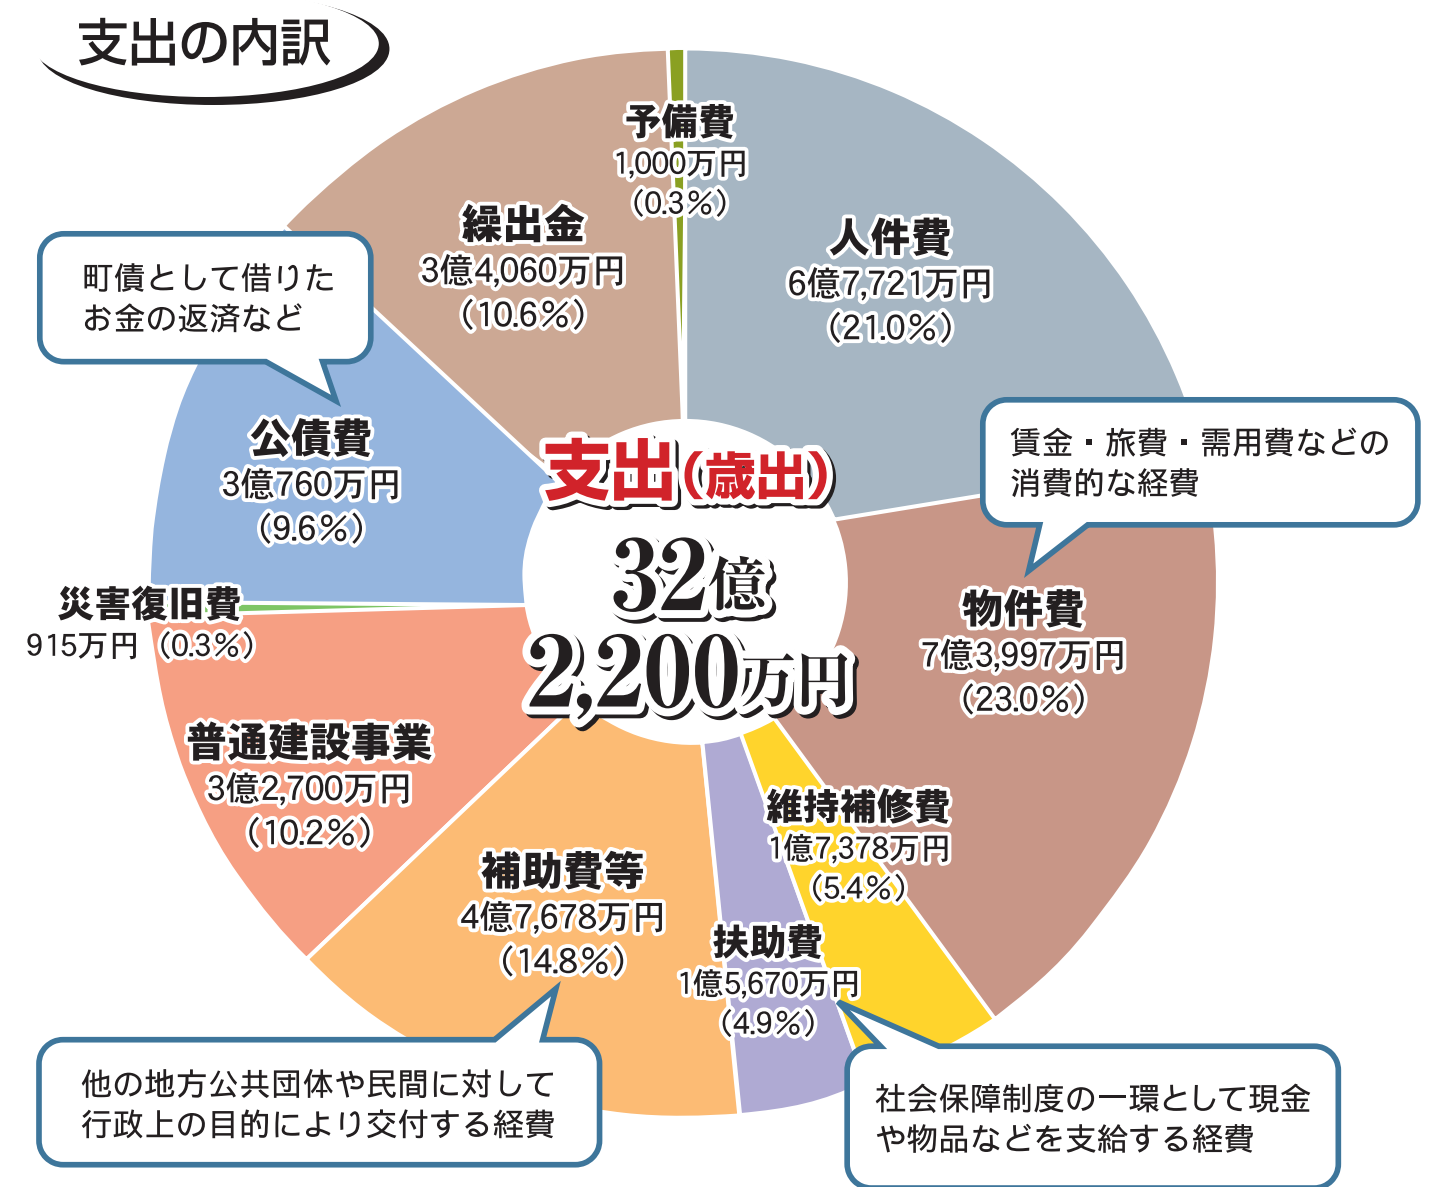 支出の内訳
予備費
1,000万円
(0.3%)
人件費
6億7,721万円
(21.0%)
賃金・旅費・需用費などの
消費的な経費
物件費
7億3,997万円
(23.0%)
維持補修費
1億7,378万円
(5.4%)
扶助費
1億5,670万円
(4.9%)
社会保障制度の一環として現金
や物品などを支給する経費
補助費等
4億7,678万円
(14.8%)
他の地方公共団体や民間に対して
行政上の目的により交付する経費
普通建設事業
3億2,700万円
(10.2%)
災害復旧費
915万円 (0.3%)
公債費
3億760万円
(9.6%)
町債として借りた
お金の返済など
繰出金
3億4,060万円
(10.6%)
支出(歳出)
32億
2,200万円